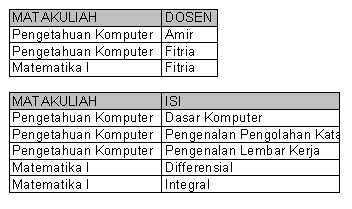 MATAKULIAH DOSEN
Pengetahuan Komputer Amir
Pengetahuan Komputer Fitria
Matematika I Fitria
MATAKULIAH ISI
Pengetahuan Komputer Dasar Komputer
Pengetahuan Komputer Pengenalan Pengolahan Kata
Pengetahuan Komputer Pengenalan Lembar Kerja
Matematika I Differensial
Matematika I Integral